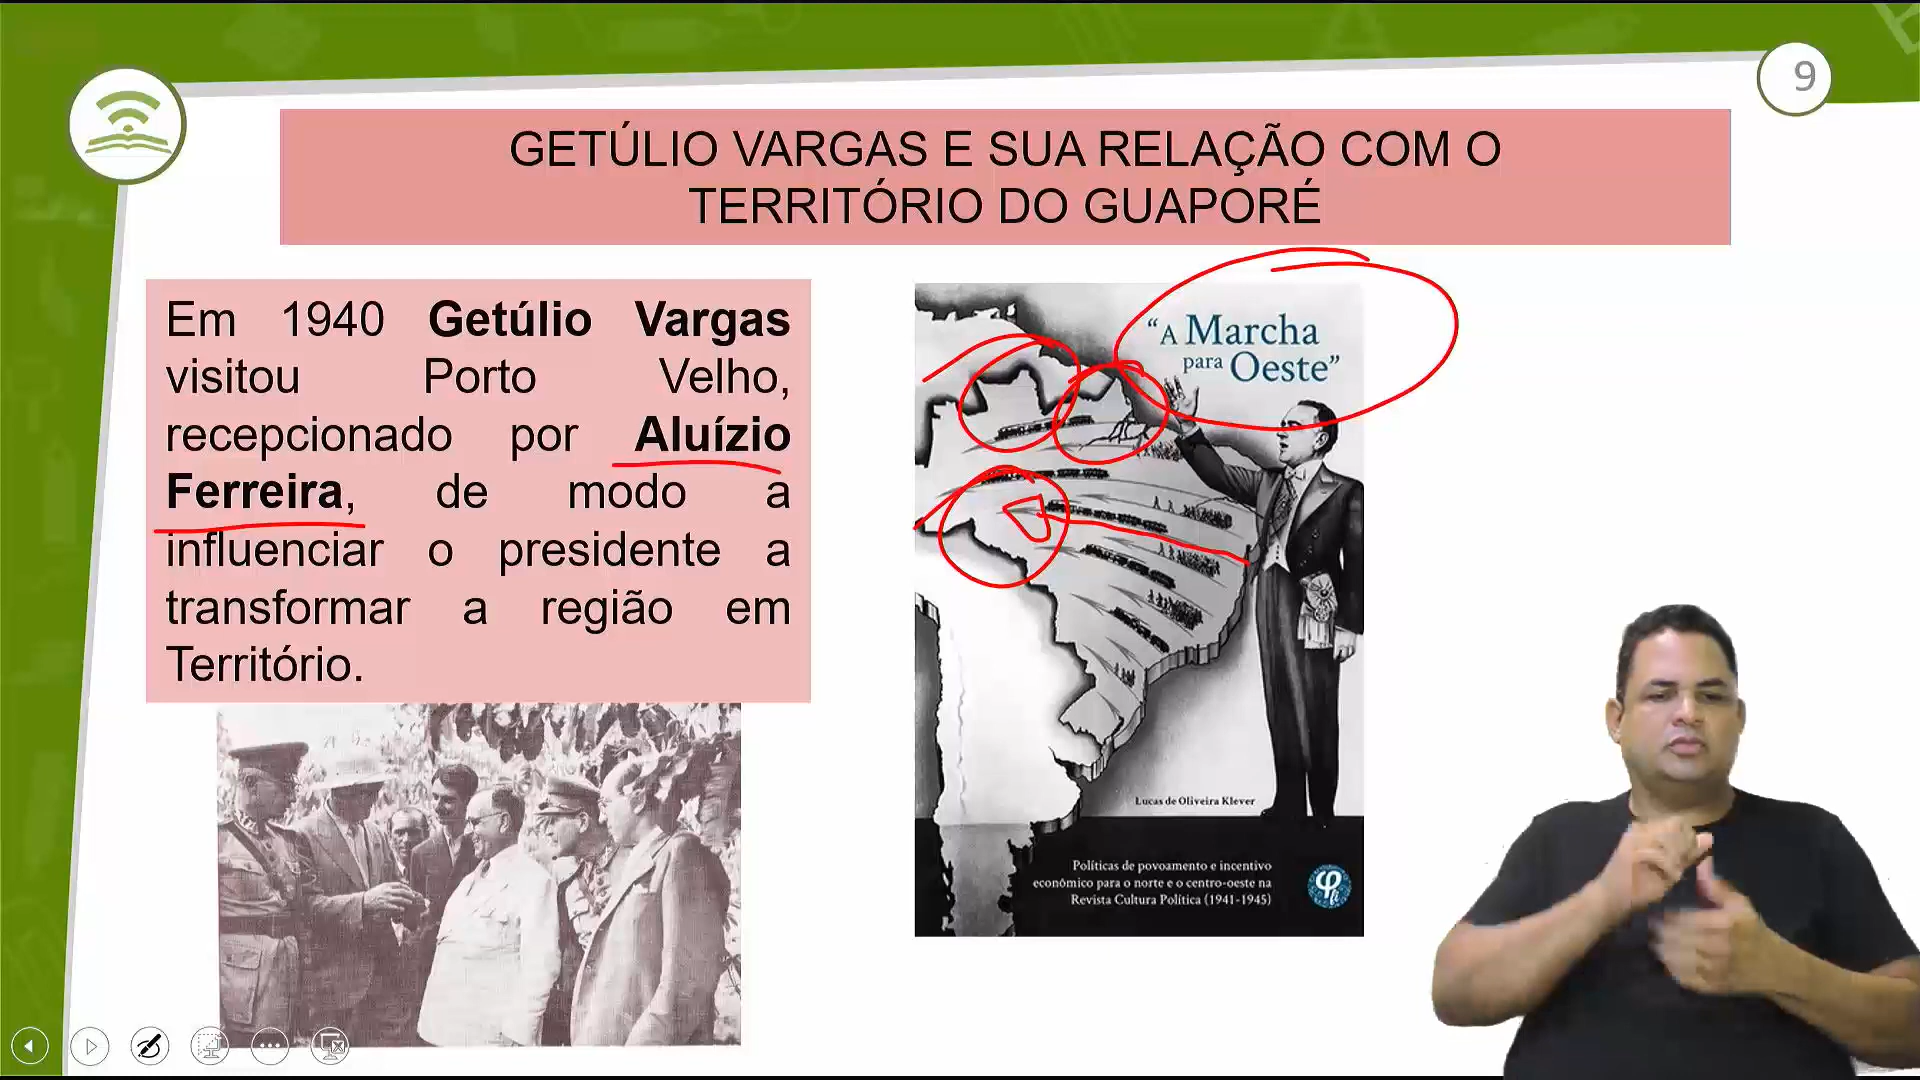 9
GETÚLIO VARGAS E SUA RELAÇÃO COM O
TERRITÓRIO DO GUAPORÉ
Em 1940 Getúlio Vargas
visitou Porto Velho,
recepcionado por Aluízio
Ferreira, de modo a
influenciar o presidente a
transformar a região em
Território.
“A Marcha
para Oeste”
Lucas de Oliveira Klever
Políticas de povoamento e incentivo
econômico para o norte e o centro-oeste na
Revista Cultura Política (1941-1945)